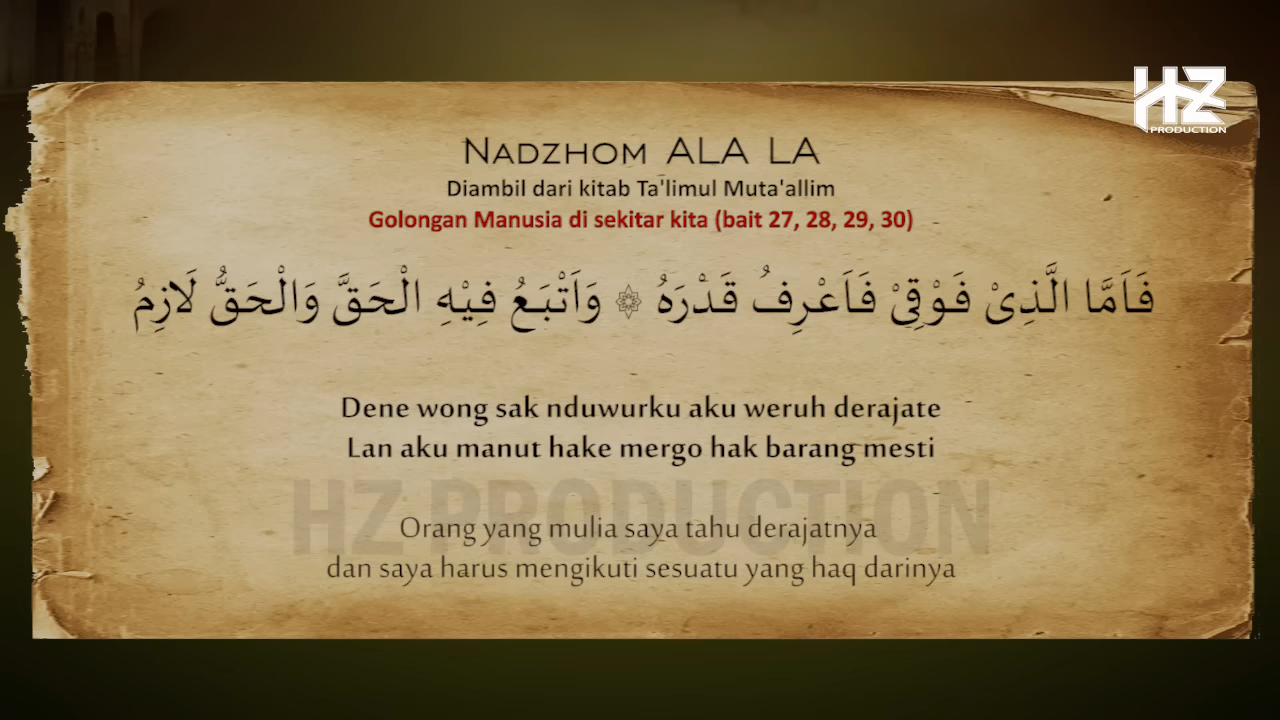 HZ
PRODUCTION
NADZHOM ALA LA
Diambil dari kitab Ta'limul Muta'allim
Golongan Manusia di sekitar kita (bait 27, 28, 29, 30)
فَاَمَّا الَّذِىْ فَوْقِىْ فَاَعْرِفُ قَدْرَهُ ۞ وَاَتْبَعُ فِيْهِ الْحَقَّ وَالْحَقُّ لَازِمُ
Dene wong sak nduwurku aku weruh derajate
Lan aku manut hake mergo hak barang mesti
HZ PRODUCTION
Orang yang mulia saya tahu derajatnya
dan saya harus mengikuti sesuatu yang haq darinya